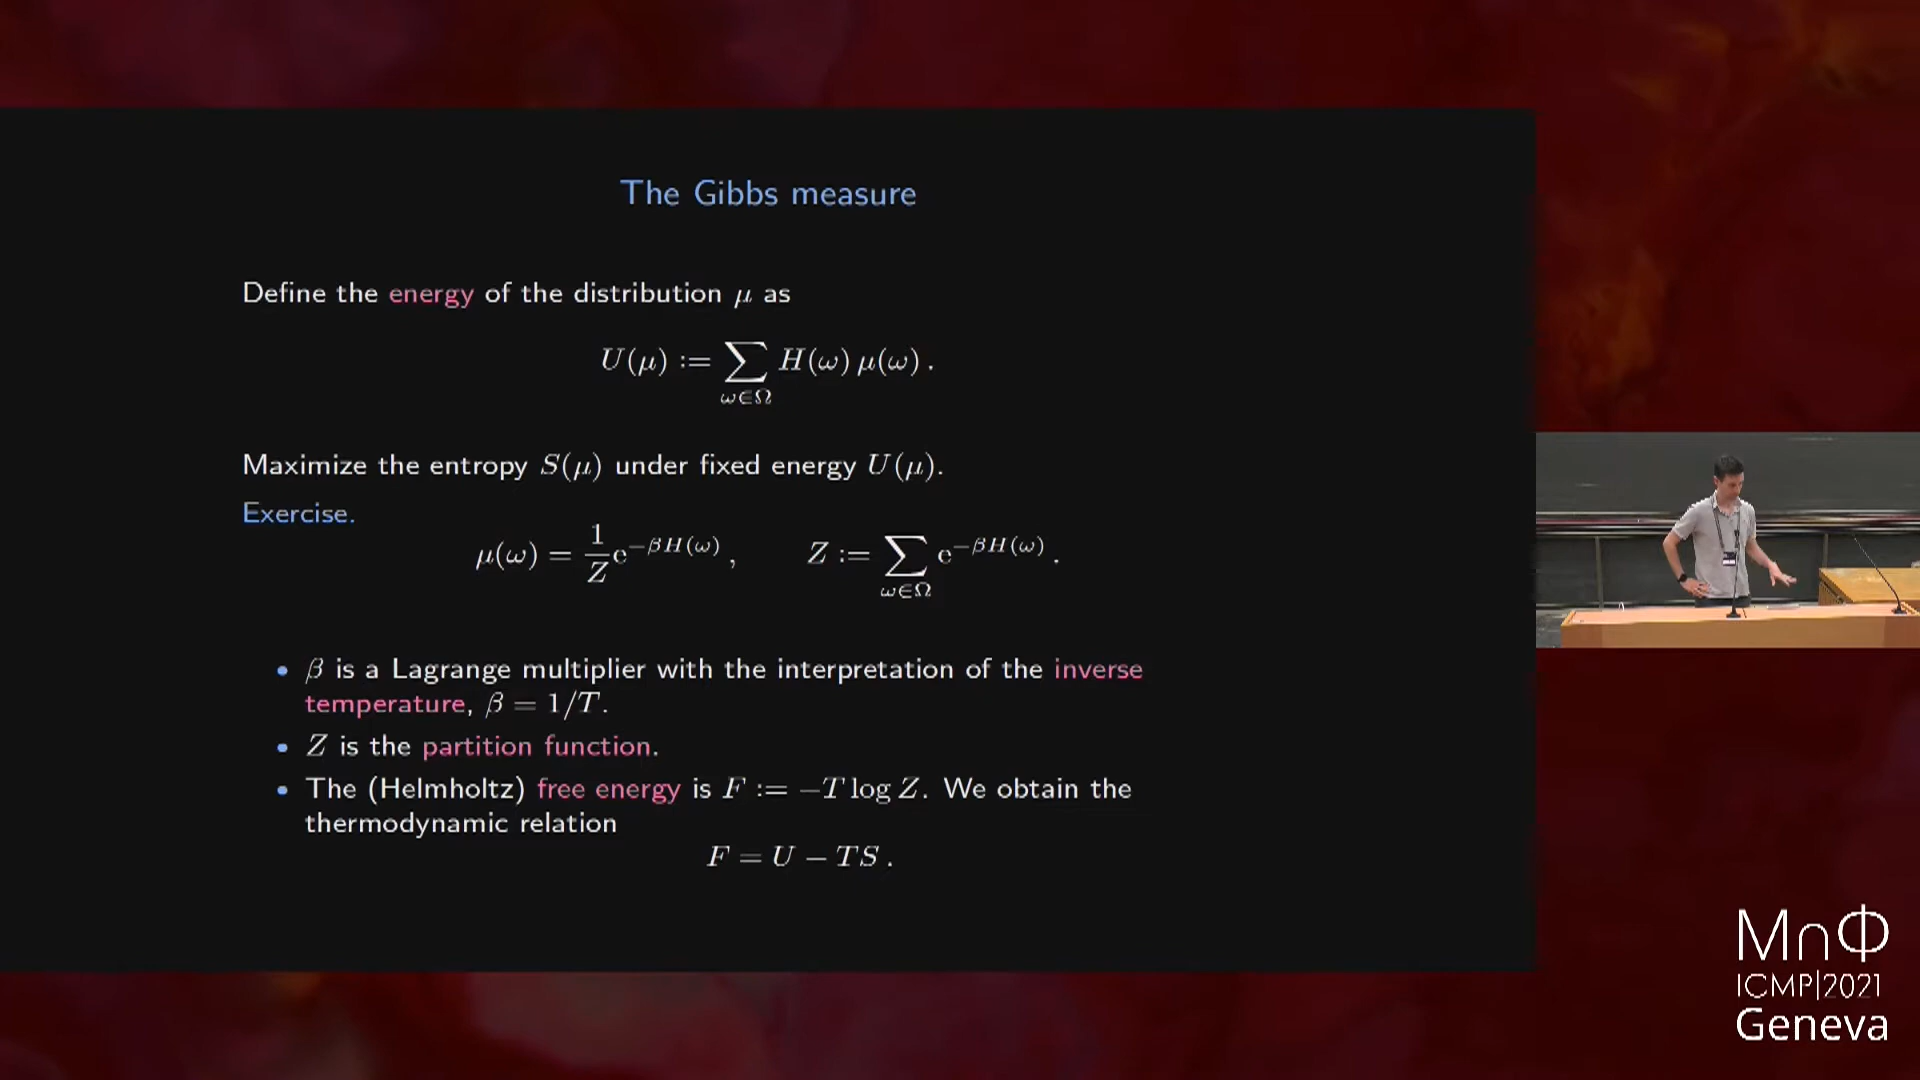 The Gibbs measure
Define the energy of the distribution μ as
U(μ) := ∑_{ω∈Ω} H(ω) μ(ω) .
Maximize the entropy S(μ) under fixed energy U(μ).
Exercise.
μ(ω) = \frac{1}{Z} e^{−βH(ω)} , Z := ∑_{ω∈Ω} e^{−βH(ω)} .
• β is a Lagrange multiplier with the interpretation of the inverse
temperature, β = 1/T.
• Z is the partition function.
• The (Helmholtz) free energy is F := −T log Z. We obtain the
thermodynamic relation
F = U − TS .
M∩Φ
ICMP|2021
Geneva